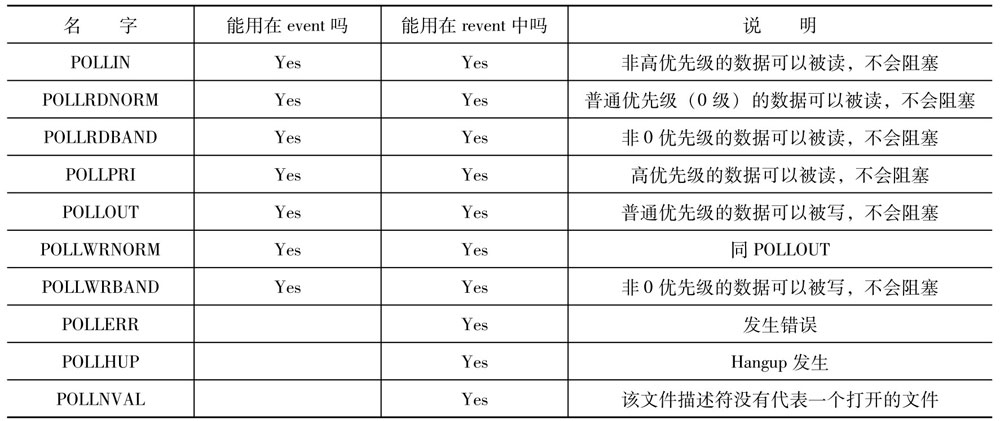 名 字 能用在 event 吗 能用在 revent 中吗 说 明
POLLIN Yes Yes 非高优先级的数据可以被读，不会阻塞
POLLRDNORM Yes Yes 普通优先级（0 级）的数据可以被读，不会阻塞
POLLRDBAND Yes Yes 非 0 优先级的数据可以被读，不会阻塞
POLLPRI Yes Yes 高优先级的数据可以被读，不会阻塞
POLLOUT Yes Yes 普通优先级的数据可以被写，不会阻塞
POLLWRNORM Yes Yes 同 POLLOUT
POLLWRBAND Yes Yes 非 0 优先级的数据可以被写，不会阻塞
POLLERR Yes 发生错误
POLLHUP Yes Hangup 发生
POLLNVAL Yes 该文件描述符没有代表一个打开的文件